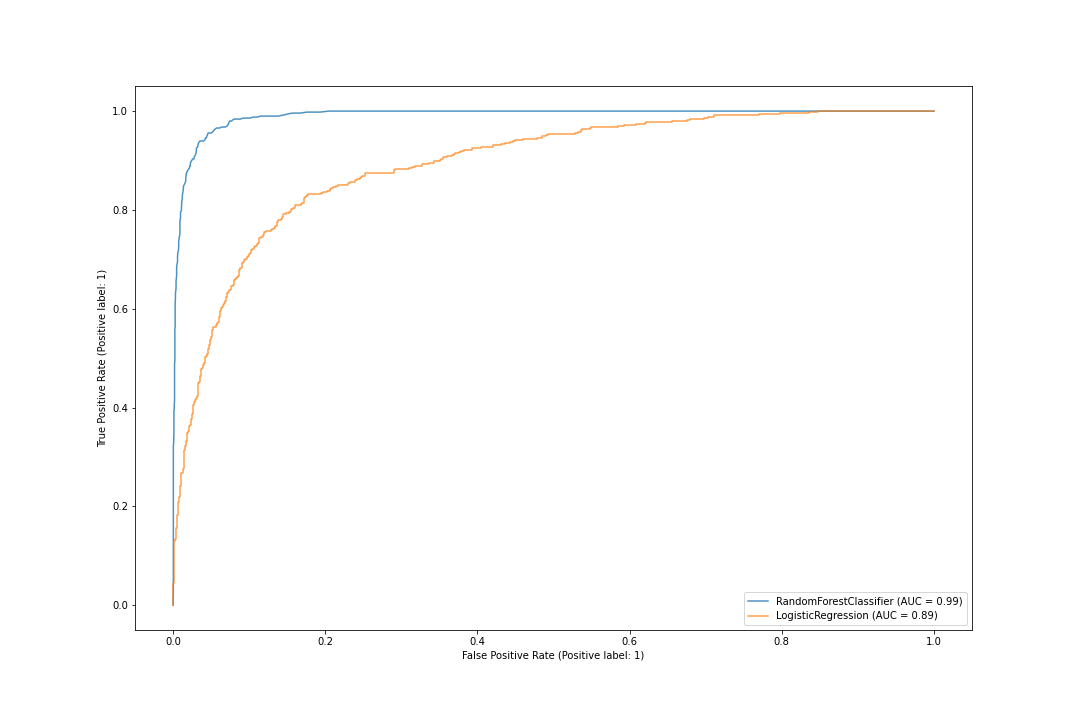 1.0
0.8
0.6
0.4
0.2
0.0
True Positive Rate (Positive label: 1)
0.0 0.2 0.4 0.6 0.8 1.0
False Positive Rate (Positive label: 1)
RandomForestClassifier (AUC = 0.99)
LogisticRegression (AUC = 0.89)